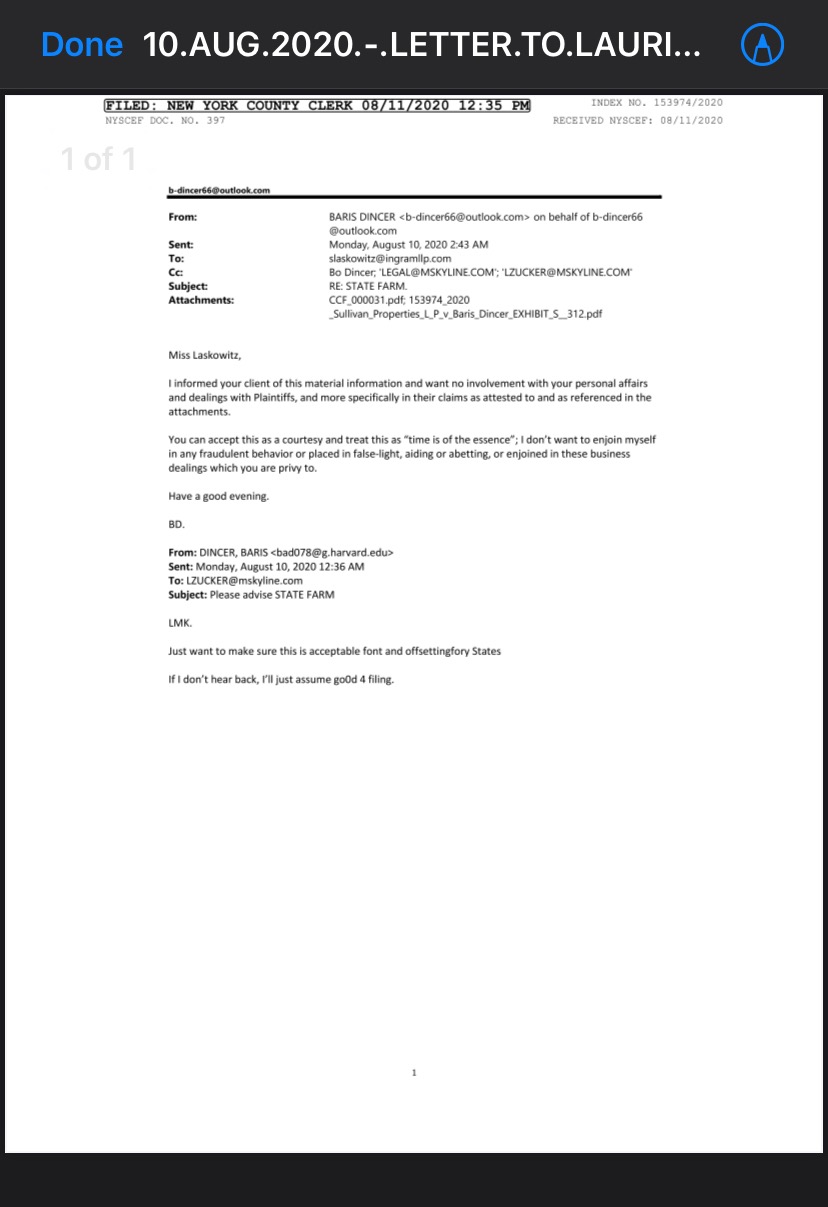 Done 10.AUG.2020.-.LETTER.TO.LAURI...
FILED: NEW YORK COUNTY CLERK 08/11/2020 12:35 PM
INDEX NO. 153974/2020
NYSCEF DOC. NO. 397
RECEIVED NYSCEF: 08/11/2020
1 of 1
b-dincer66@outlook.com
From: BARIS DINCER <b-dincer66@outlook.com> on behalf of b-dincer66
@outlook.com
Sent: Monday, August 10, 2020 2:43 AM
To: slaskowitz@ingramllp.com
Cc: Bo Dincer; 'LEGAL@MSKYLINE.COM'; 'LZUCKER@MSKYLINE.COM'
Subject: RE: STATE FARM.
Attachments: CCF_000031.pdf; 153974_2020
_Sullivan_Properties_L_P_v_Baris_Dincer_EXHIBIT_S__312.pdf
Miss Laskowitz,
I informed your client of this material information and want no involvement with your personal affairs
and dealings with Plaintiffs, and more specifically in their claims as attested to and as referenced in the
attachments.
You can accept this as a courtesy and treat this as “time is of the essence”; I don’t want to enjoin myself
in any fraudulent behavior or placed in false-light, aiding or abetting, or enjoined in these business
dealings which you are privy to.
Have a good evening.
BD.
From: DINCER, BARIS <bad078@g.harvard.edu>
Sent: Monday, August 10, 2020 12:36 AM
To: LZUCKER@mskyline.com
Subject: Please advise STATE FARM
LMK.
Just want to make sure this is acceptable font and offsettingfory States
If I don’t hear back, I’ll just assume go0d 4 filing.
1